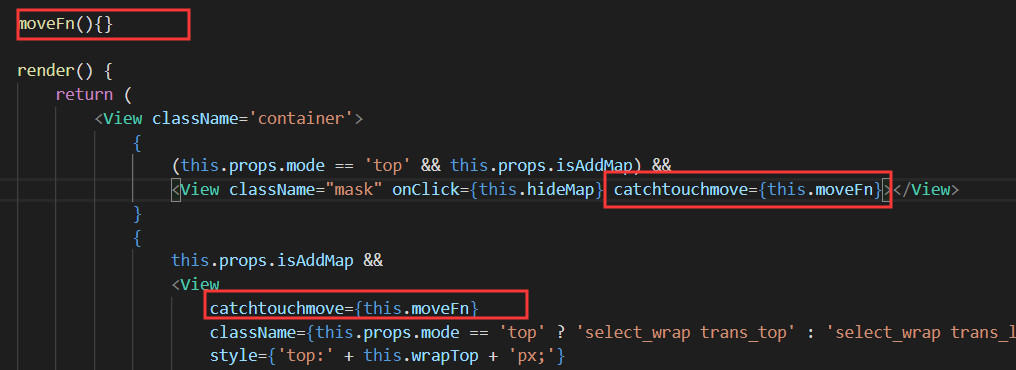 moveFn(){}
render() {
return (
<View className='container'>
{
(this.props.mode == 'top' && this.props.isAddMap) &&
<View className="mask" onClick={this.hideMap} catchtouchmove={this.moveFn}></View>
}
{
this.props.isAddMap &&
<View
catchtouchmove={this.moveFn}
className={this.props.mode == 'top' ? 'select_wrap trans_top' : 'select_wrap trans_l
style={'top:' + this.wrapTop + 'px;'}